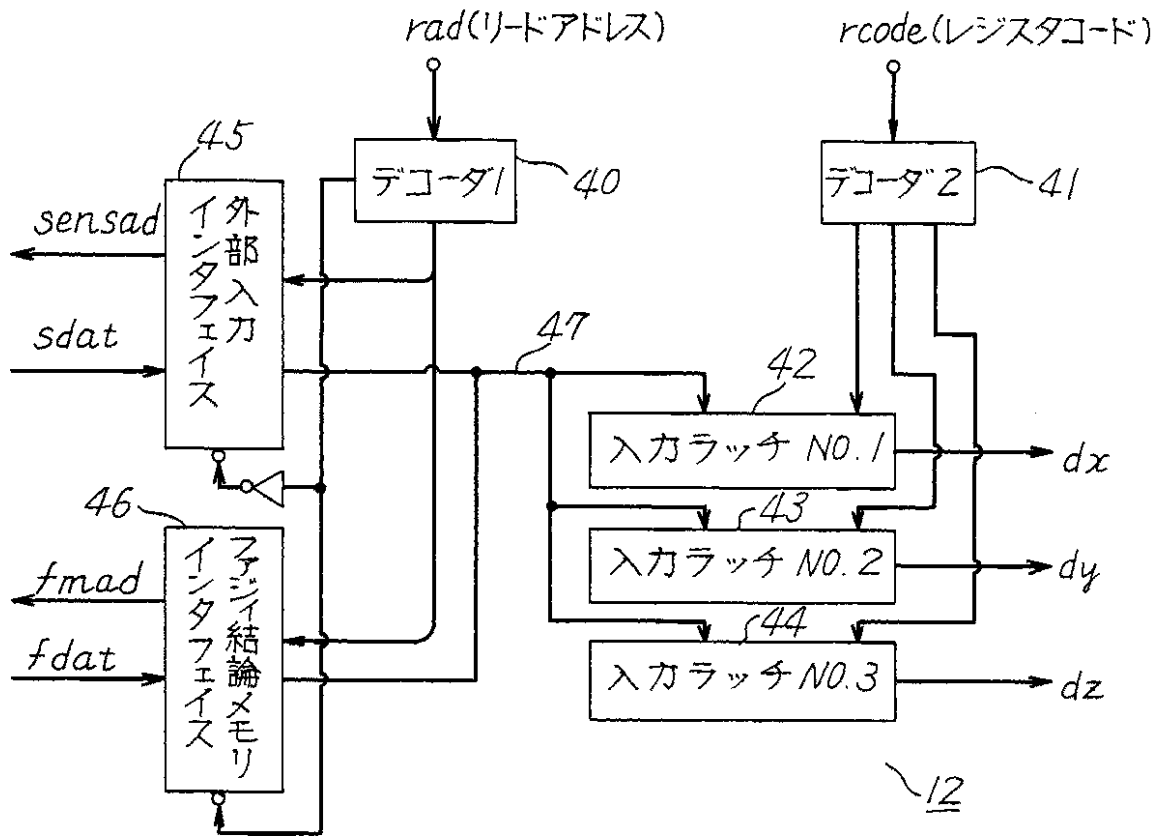 rad(リードアドレス)
rcode(レジスタコード)
45
デコーダ1
40
デコーダ2
41
sensad
外部入力
インタフェイス
sdat
47
42
入力ラッチ NO.1
dx
46
43
fmad
ファジィ結論メモリ
インタフェイス
入力ラッチ NO.2
dy
fdat
44
入力ラッチ NO.3
dz
12